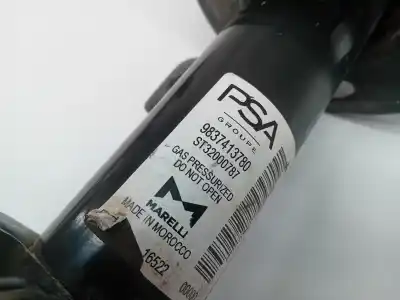 PSA
GROUPE
9837413780
ST32000787
GAS PRESSURIZED
DO NOT OPEN
MARELLI
MADE IN MOROCCO
16522